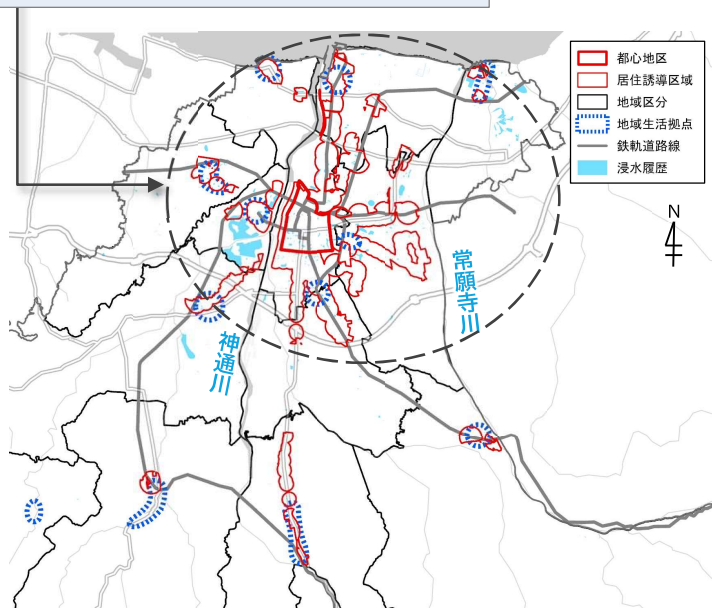 都心地区
居住誘導区域
地域区分
地域生活拠点
鉄軌道路線
浸水履歴
N
常願寺川
神通川